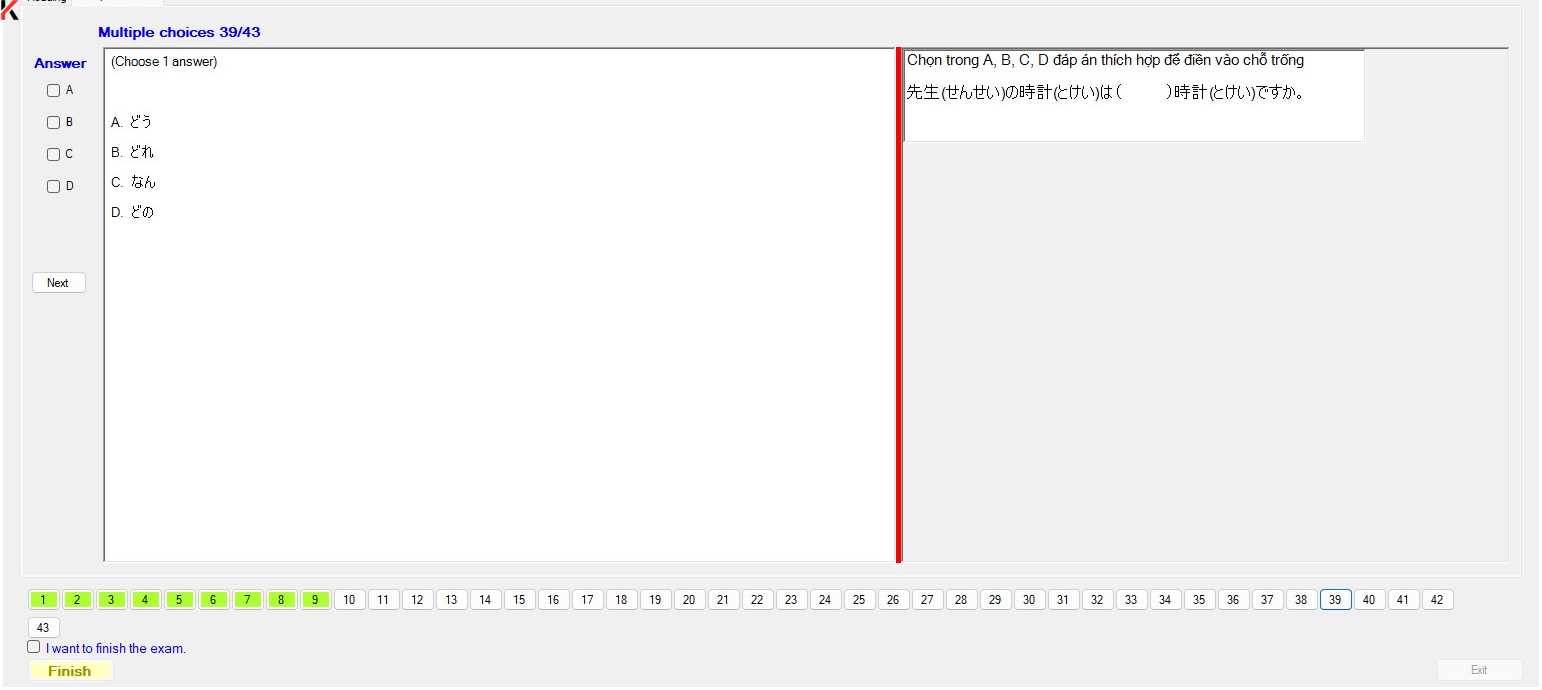 Multiple choices 39/43
Answer
(Choose 1 answer)
A
B
C
D
A. どう
B. どれ
C. なん
D. どの
Next
Chọn trong A, B, C, D đáp án thích hợp để điền vào chỗ trống
先生(せんせい)の時計(とけい)は(　　　)時計(とけい)ですか。
1 2 3 4 5 6 7 8 9 10 11 12 13 14 15 16 17 18 19 20 21 22 23 24 25 26 27 28 29 30 31 32 33 34 35 36 37 38 39 40 41 42
43
I want to finish the exam.
Finish
Exit